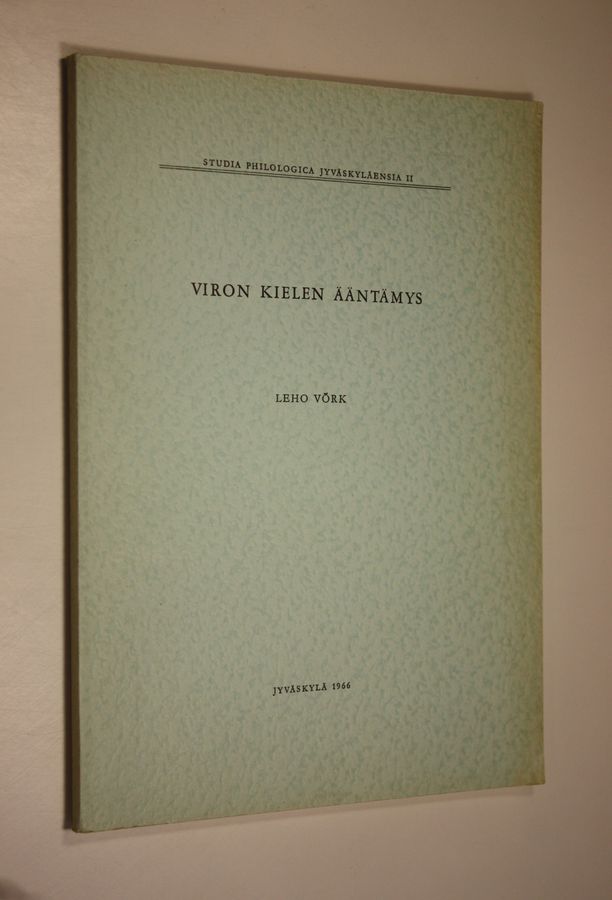 STUDIA PHILOLOGICA JYVÄSKYLÄENSIA II
VIRON KIELEN ÄÄNTÄMYS
LEHO VÕRK
JYVÄSKYLÄ 1966